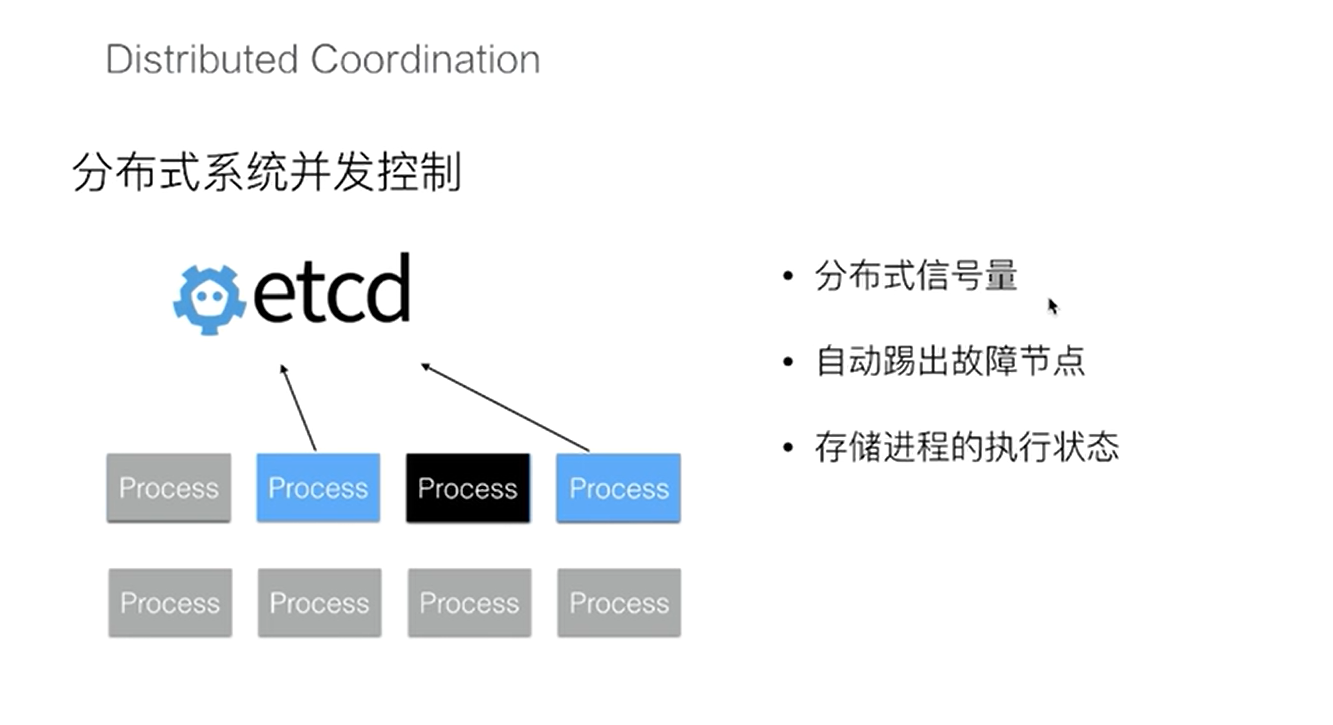 Distributed Coordination
分布式系统并发控制
etcd
分布式信号量
自动踢出故障节点
存储进程的执行状态
Process Process Process Process
Process Process Process Process